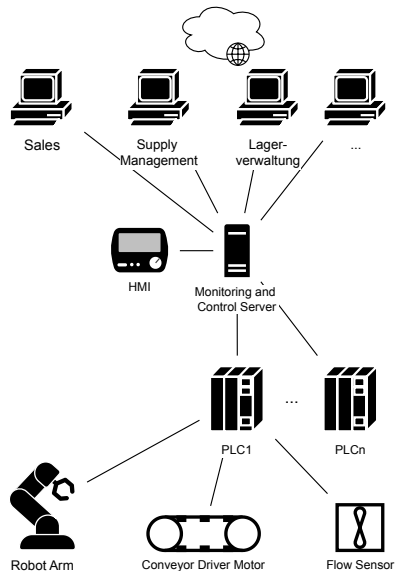 Sales
Supply
Management
Lager-
verwaltung
...
HMI
Monitoring and
Control Server
...
PLC1
PLCn
Robot Arm
Conveyor Driver Motor
Flow Sensor